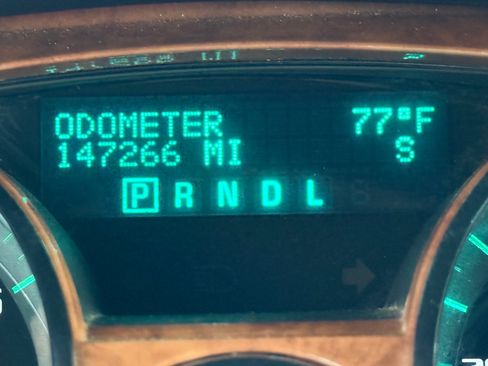 ODOMETER 77°F
147266 MI S
P R N D L